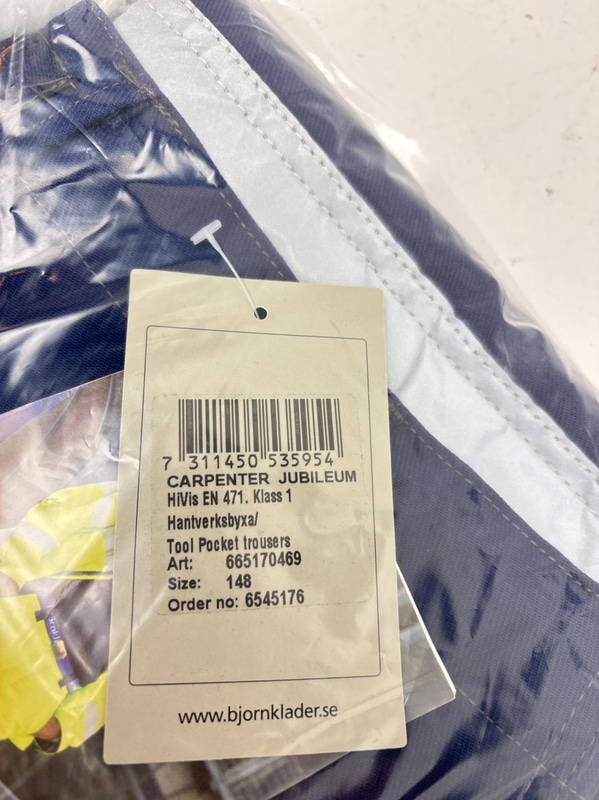 7 311450 535954
CARPENTER JUBILEUM
HiVis EN 471. Klass 1
Hantverksbyxa/
Tool Pocket trousers
Art: 665170469
Size: 148
Order no: 6545176
www.bjornklader.se